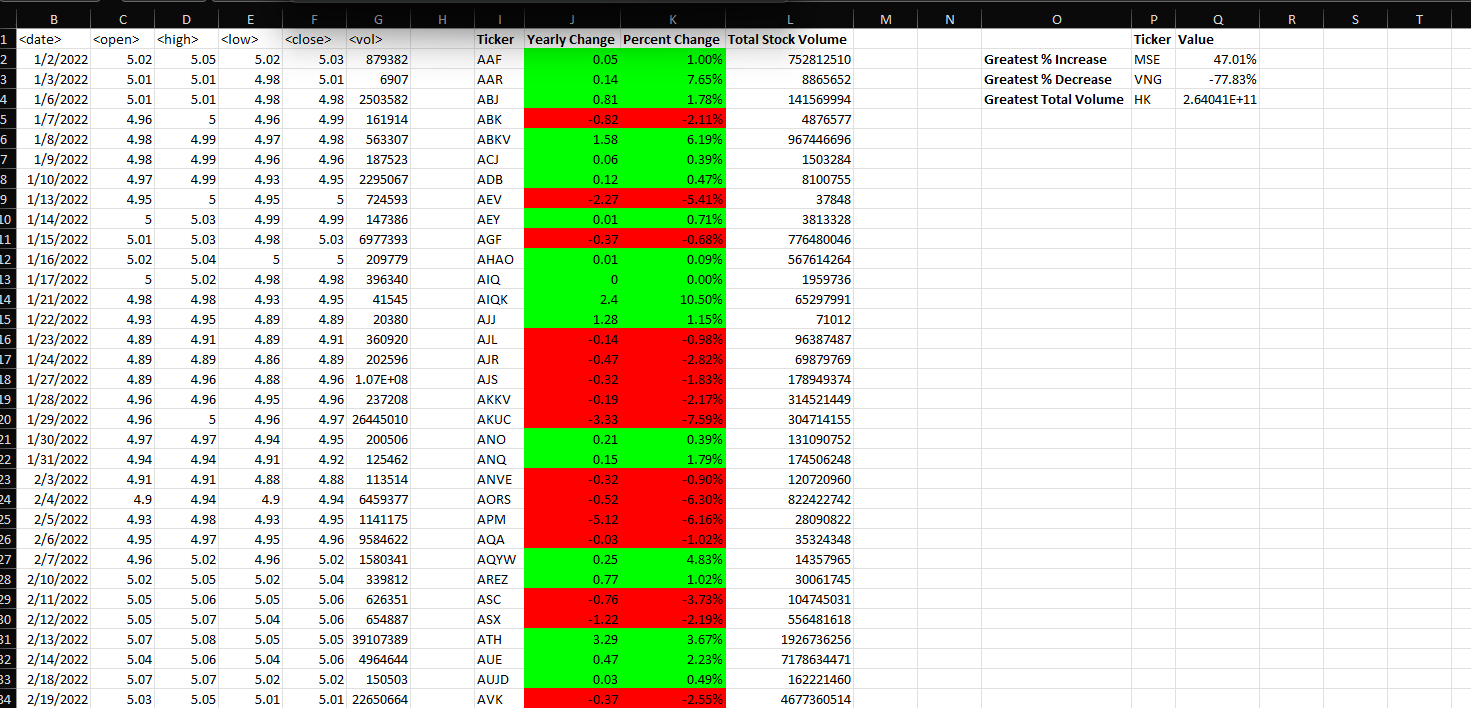 B C D E F G H I J K L M N O P Q R S T
1 <date> <open> <high> <low> <close> <vol> Ticker Yearly Change Percent Change Total Stock Volume Ticker Value
2 1/2/2022 5.02 5.05 5.02 5.03 879382 AAF 0.05 1.00% 752812510 Greatest % Increase MSE 47.01%
3 1/3/2022 5.01 5.01 4.98 5.01 6907 AAR 0.14 7.65% 8865652 Greatest % Decrease VNG -77.83%
4 1/6/2022 5.01 5.01 4.98 4.98 2503582 ABJ 0.81 1.78% 141569994 Greatest Total Volume HK 2.64041E+11
5 1/7/2022 4.96 5 4.96 4.99 161914 ABK -0.82 -2.11% 4876577
6 1/8/2022 4.98 4.99 4.97 4.98 563307 ABKV 1.58 6.19% 967446696
7 1/9/2022 4.98 4.99 4.96 4.96 187523 ACJ 0.06 0.39% 1503284
8 1/10/2022 4.97 4.99 4.93 4.95 2295067 ADB 0.12 0.47% 8100755
9 1/13/2022 4.95 5 4.95 5 724593 AEV -2.27 -5.41% 37848
10 1/14/2022 5 5.03 4.99 4.99 147386 AEY 0.01 0.71% 3813328
11 1/15/2022 5.01 5.03 4.98 5.03 6977393 AGF -0.37 -0.68% 776480046
12 1/16/2022 5.02 5.04 5 5 209779 AHAO 0.01 0.09% 567614264
13 1/17/2022 5 5.02 4.98 4.98 396340 AIQ 0 0.00% 1959736
14 1/21/2022 4.98 4.98 4.93 4.95 41545 AIQK 2.4 10.50% 65297991
15 1/22/2022 4.93 4.95 4.89 4.89 20380 AJJ 1.28 1.15% 71012
16 1/23/2022 4.89 4.91 4.89 4.91 360920 AJL -0.14 -0.98% 96387487
17 1/24/2022 4.89 4.89 4.86 4.89 202596 AJR -0.47 -2.82% 69879769
18 1/27/2022 4.89 4.96 4.88 4.96 1.07E+08 AJS -0.32 -1.83% 178949374
19 1/28/2022 4.96 4.96 4.95 4.96 237208 AKKV -0.19 -2.17% 314521449
20 1/29/2022 4.96 5 4.96 4.97 26445010 AKUC -3.33 -7.59% 304714155
21 1/30/2022 4.97 4.97 4.94 4.95 200506 ANO 0.21 0.39% 131090752
22 1/31/2022 4.94 4.94 4.91 4.92 125462 ANQ 0.15 1.79% 174506248
23 2/3/2022 4.91 4.91 4.88 4.88 113514 ANVE -0.32 -0.90% 120720960
24 2/4/2022 4.9 4.94 4.9 4.94 6459377 AORS -0.52 -6.30% 822422742
25 2/5/2022 4.93 4.98 4.93 4.95 1141175 APM -5.12 -6.16% 28090822
26 2/6/2022 4.95 4.97 4.95 4.96 9584622 AQA -0.03 -1.02% 35324348
27 2/7/2022 4.96 5.02 4.96 5.02 1580341 AQYW 0.25 4.83% 14357965
28 2/10/2022 5.02 5.05 5.02 5.04 339812 AREZ 0.77 1.02% 30061745
29 2/11/2022 5.05 5.06 5.05 5.06 626351 ASC -0.76 -3.73% 104745031
30 2/12/2022 5.05 5.07 5.04 5.06 654887 ASX -1.22 -2.19% 556481618
31 2/13/2022 5.07 5.08 5.05 5.05 39107389 ATH 3.29 3.67% 1926736256
32 2/14/2022 5.04 5.06 5.04 5.06 4964644 AUE 0.47 2.23% 7178634471
33 2/18/2022 5.07 5.07 5.02 5.02 150503 AUJD 0.03 0.49% 162221460
34 2/19/2022 5.03 5.05 5.01 5.01 22650664 AVK -0.37 -2.55% 4677360514